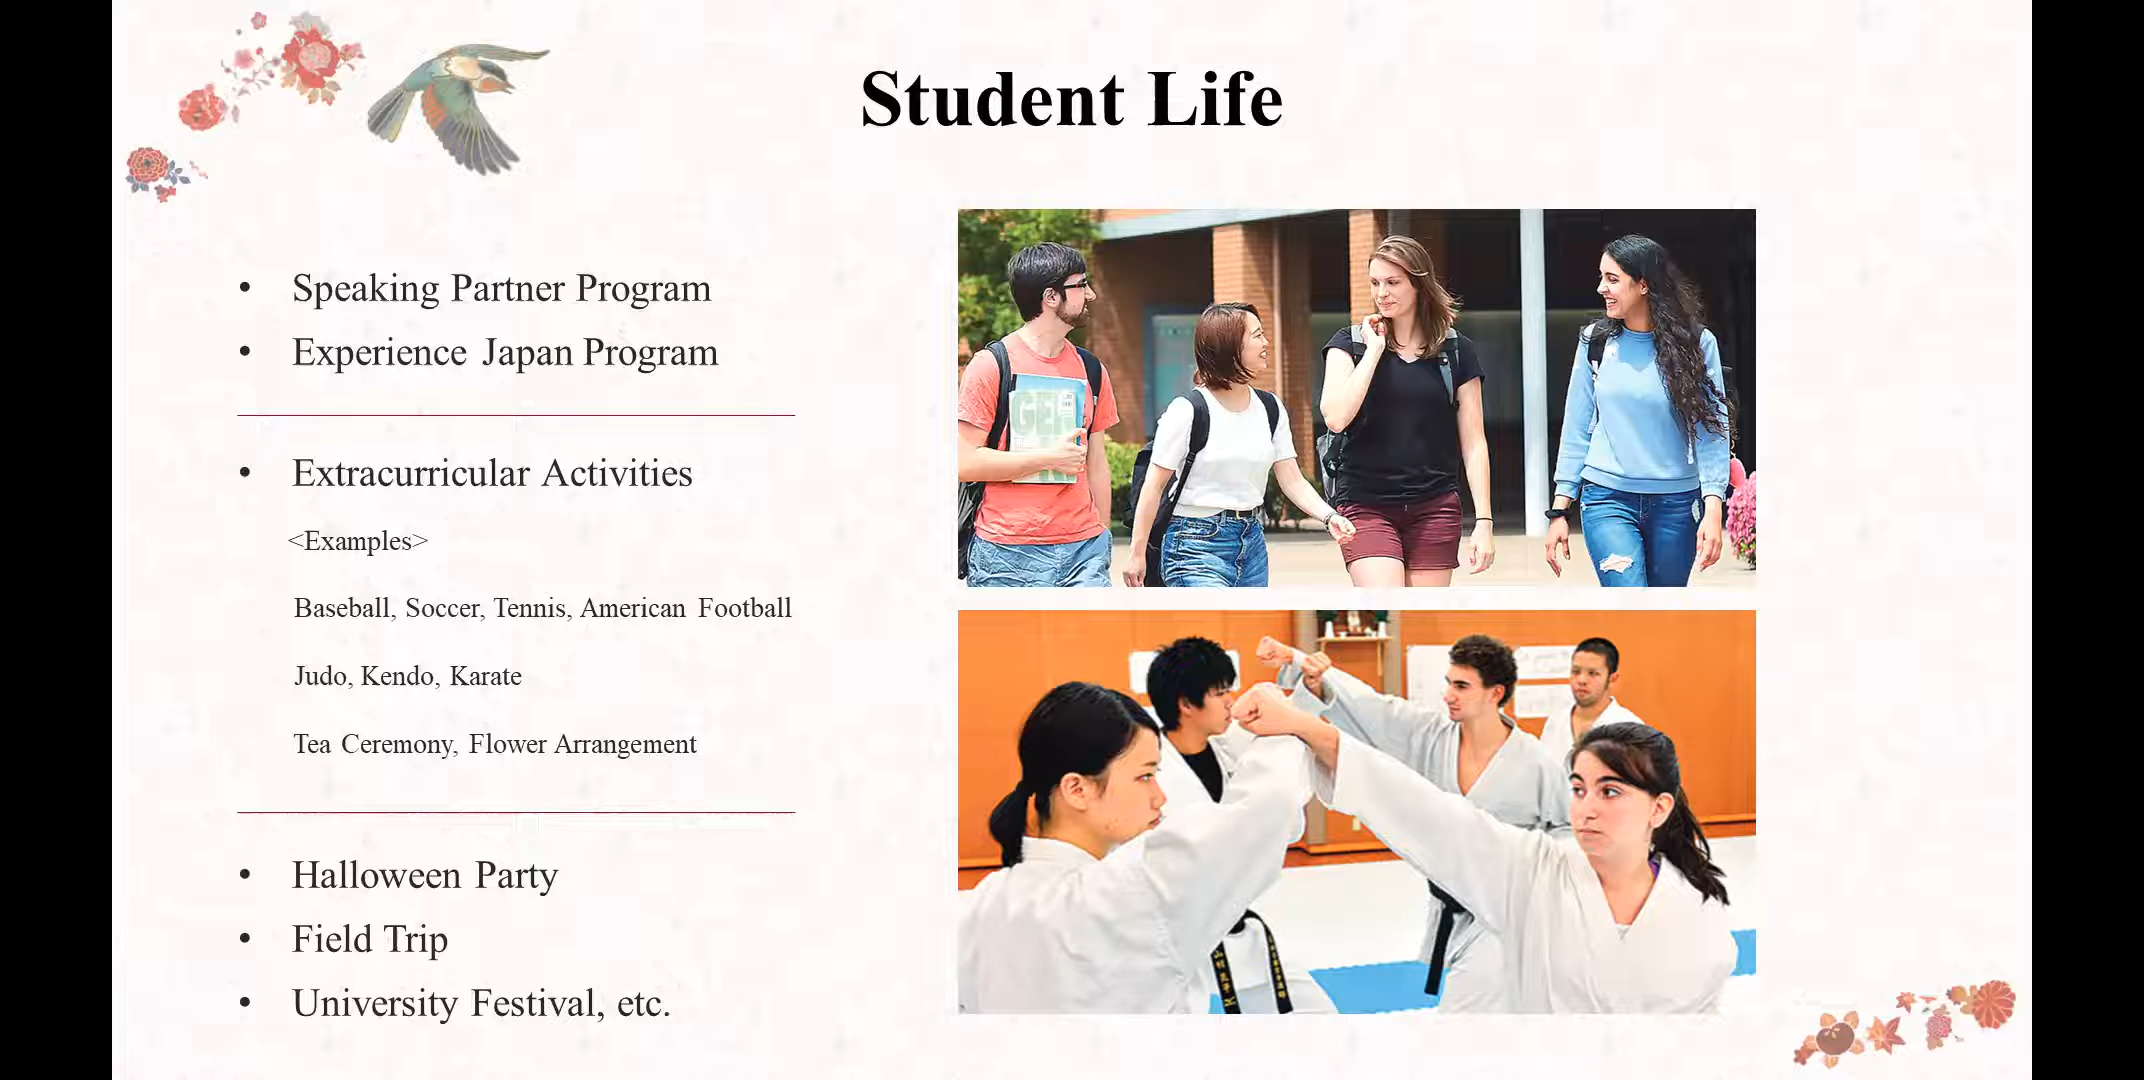 Student Life
• Speaking Partner Program
• Experience Japan Program
• Extracurricular Activities
<Examples>
Baseball, Soccer, Tennis, American Football
Judo, Kendo, Karate
Tea Ceremony, Flower Arrangement
• Halloween Party
• Field Trip
• University Festival, etc.